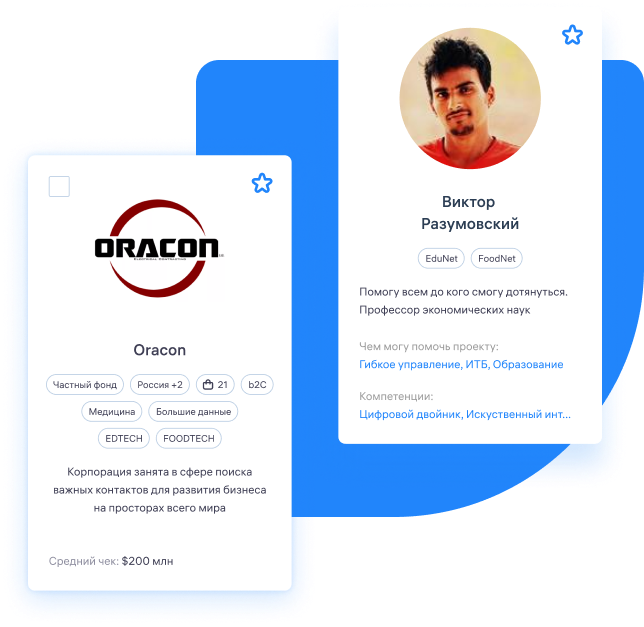 ORACON
ELECTRICAL CONTRACTING
Oracon
Частный фонд
Россия +2
21
b2C
Медицина
Большие данные
EDTECH
FOODTECH
Корпорация занята в сфере поиска
важных контактов для развития бизнеса
на просторах всего мира
Средний чек: $200 млн
Виктор
Разумовский
EduNet
FoodNet
Помогу всем до кого смогу дотянуться.
Профессор экономических наук
Чем могу помочь проекту:
Гибкое управление, ИТБ, Образование
Компетенции:
Цифровой двойник, Искуственный инт...